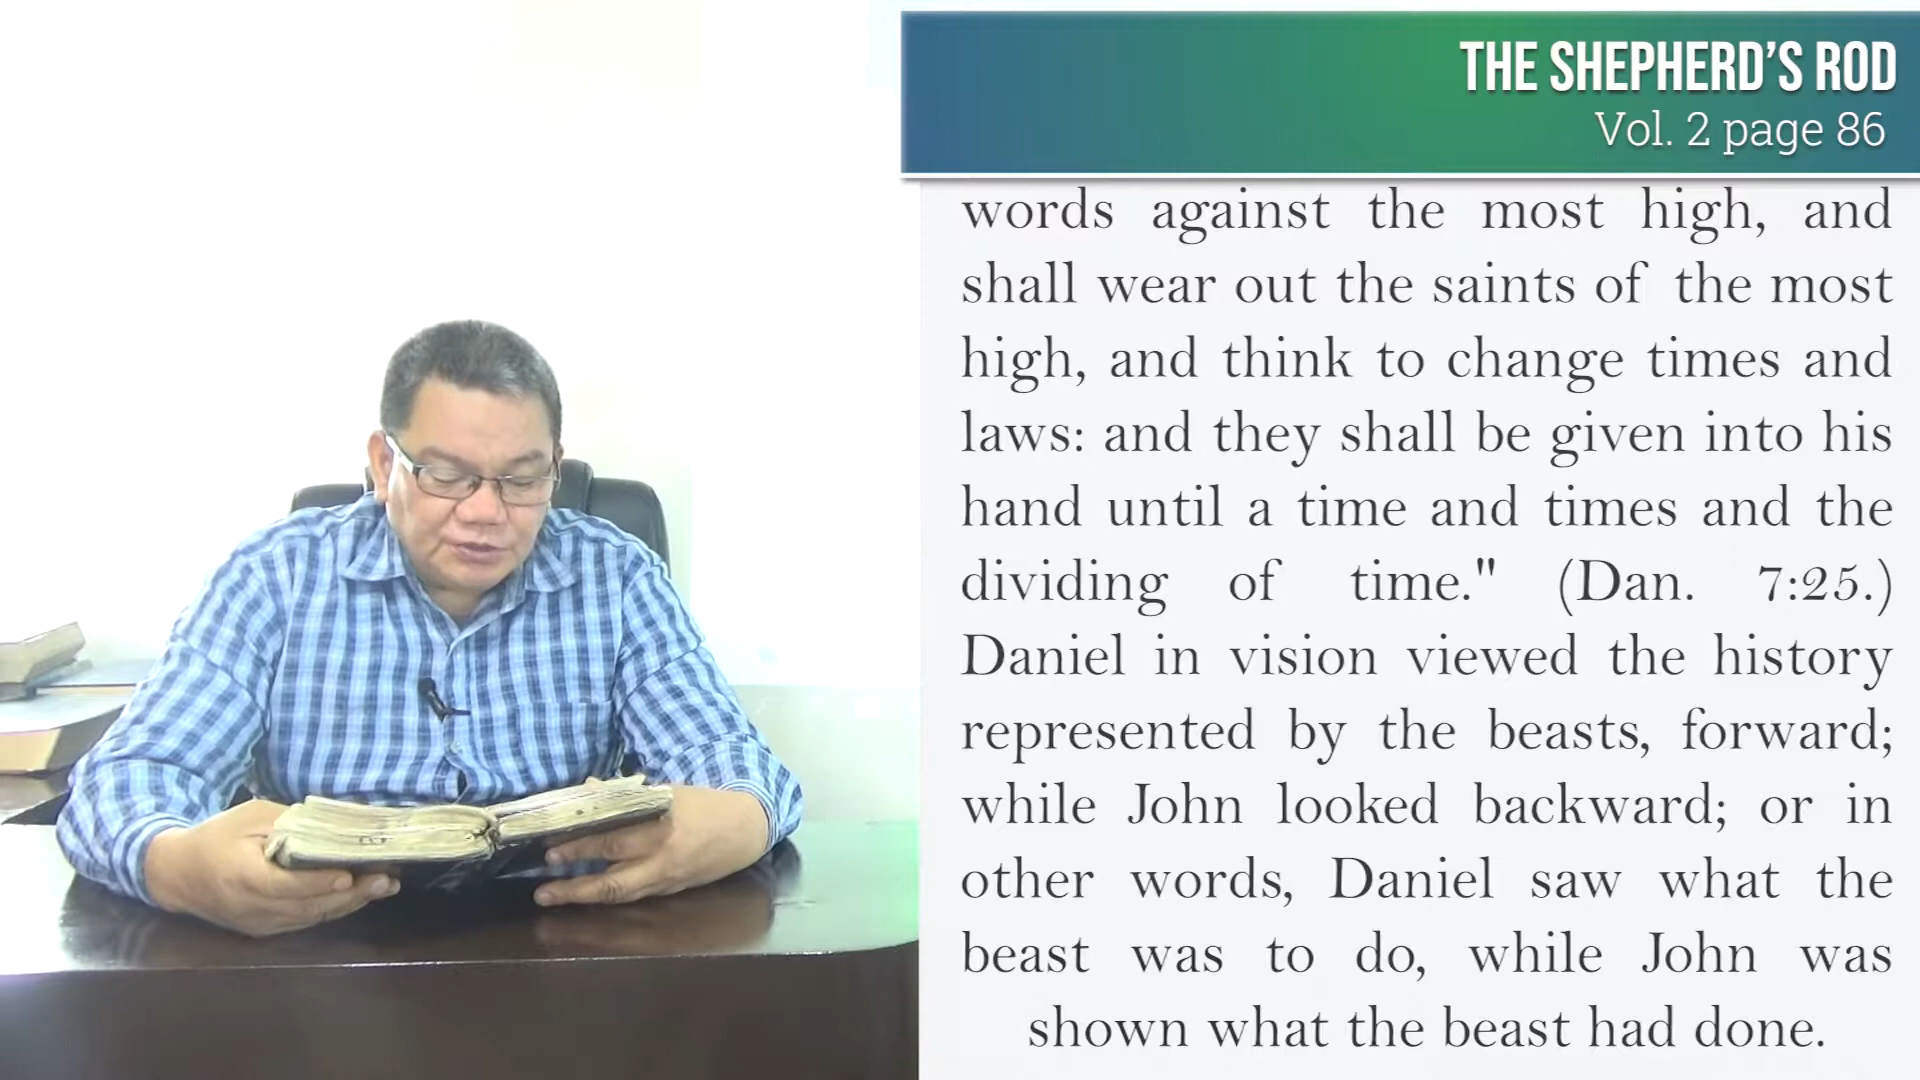 THE SHEPHERD'S ROD
Vol. 2 page 86
words against the most high, and
shall wear out the saints of the most
high, and think to change times and
laws: and they shall be given into his
hand until a time and times and the
dividing of time." (Dan. 7:25.)
Daniel in vision viewed the history
represented by the beasts, forward;
while John looked backward; or in
other words, Daniel saw what the
beast was to do, while John was
shown what the beast had done.